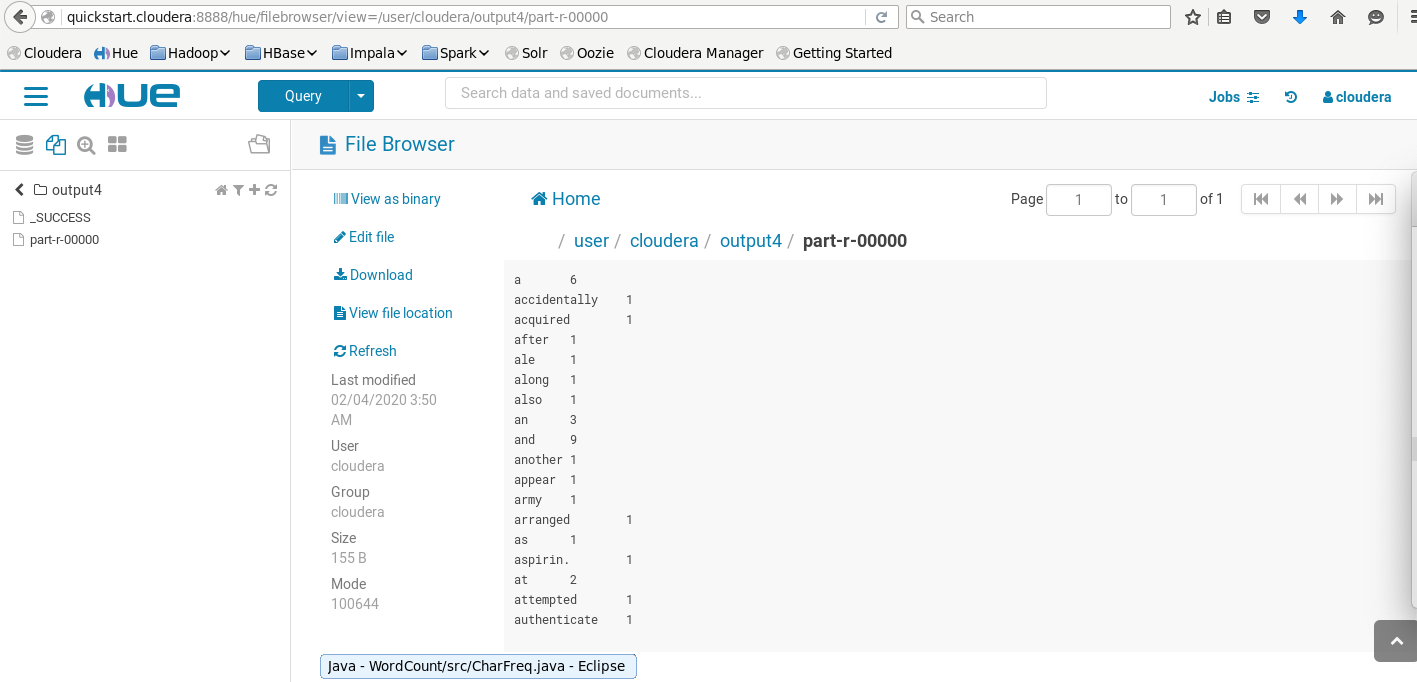 quickstart.cloudera:8888/hue/filebrowser/view=/user/cloudera/output4/part-r-00000
Search
Cloudera Hue Hadoop HBase Impala Spark Solr Oozie Cloudera Manager Getting Started
HUE Query Search data and saved documents... Jobs cloudera
File Browser
output4
_SUCCESS
part-r-00000
View as binary
Edit file
Download
View file location
Refresh
Last modified
02/04/2020 3:50
AM
User
cloudera
Group
cloudera
Size
155 B
Mode
100644
Home
Page 1 to 1 of 1
/ user / cloudera / output4 / part-r-00000
a 6
accidentally 1
acquired 1
after 1
ale 1
along 1
also 1
an 3
and 9
another 1
appear 1
army 1
arranged 1
as 1
aspirin. 1
at 2
attempted 1
authenticate 1
Java - WordCount/src/CharFreq.java - Eclipse